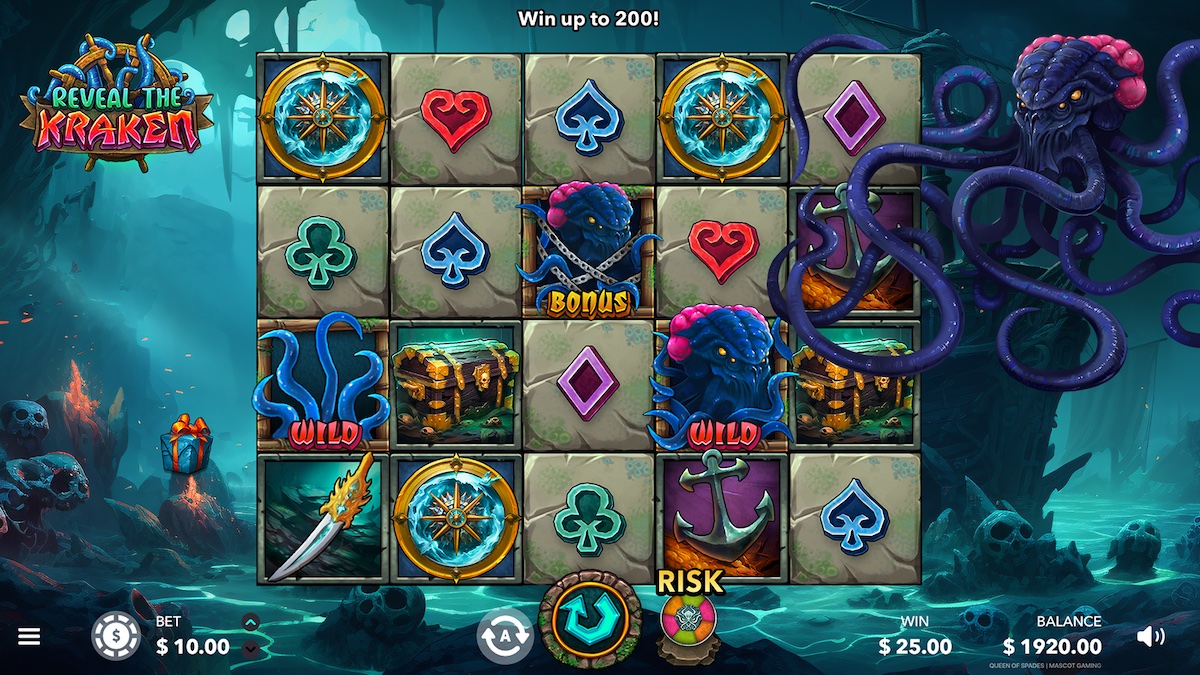 Win up to 200!
REVEAL THE
KRAKEN
BONUS
WILD
WILD
RISK
BET
$ 10.00
A
$
WIN
$ 25.00
BALANCE
$ 1920.00
QUEEN OF SPADES | MASCOT GAMING